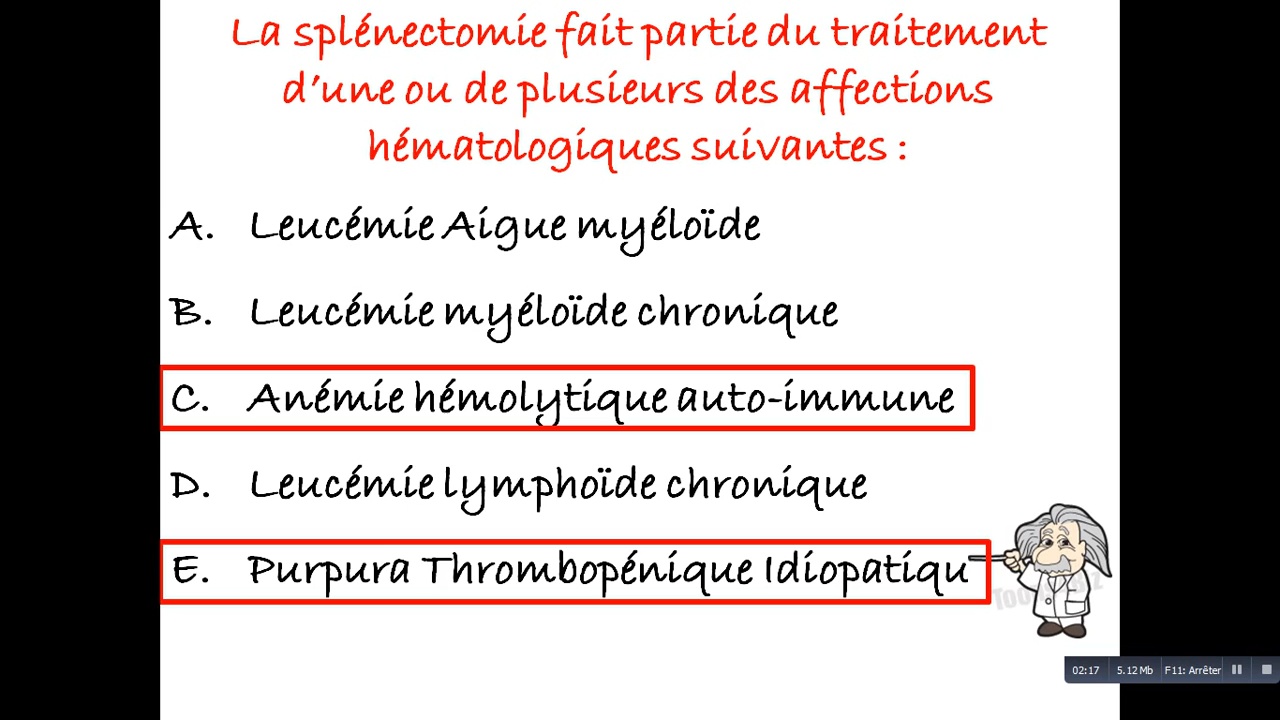 La splénectomie fait partie du traitement
d'une ou de plusieurs des affections
hématologiques suivantes :
A. Leucémie Aigue myéloïde
B. Leucémie myéloïde chronique
C. Anémie hémolytique auto-immune
D. Leucémie lymphoïde chronique
E. Purpura Thrombopénique Idiopatiqu
02:17 5.12 Mb F11: Arrêter